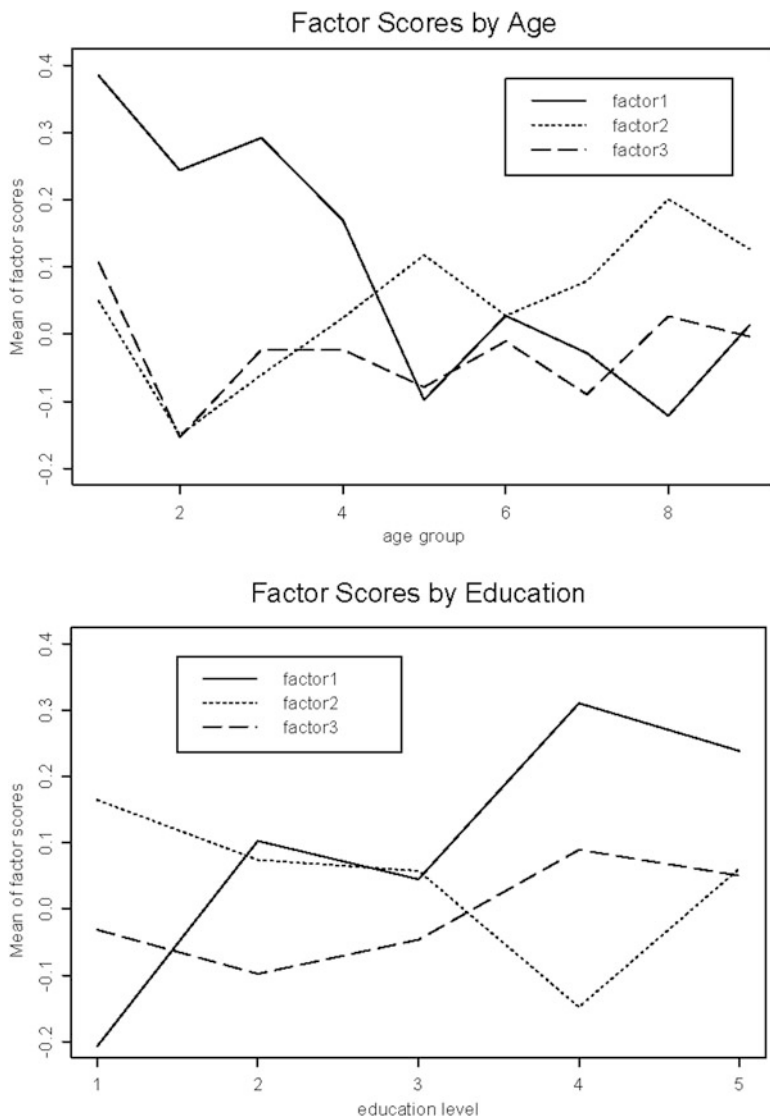 Factor Scores by Age
Mean of factor scores
0.4
0.3
0.2
0.1
0.0
-0.1
-0.2
factor1
factor2
factor3
2
4
6
8
age group
Factor Scores by Education
Mean of factor scores
0.4
0.3
0.2
0.1
0.0
-0.1
-0.2
factor1
factor2
factor3
1
2
3
4
5
education level